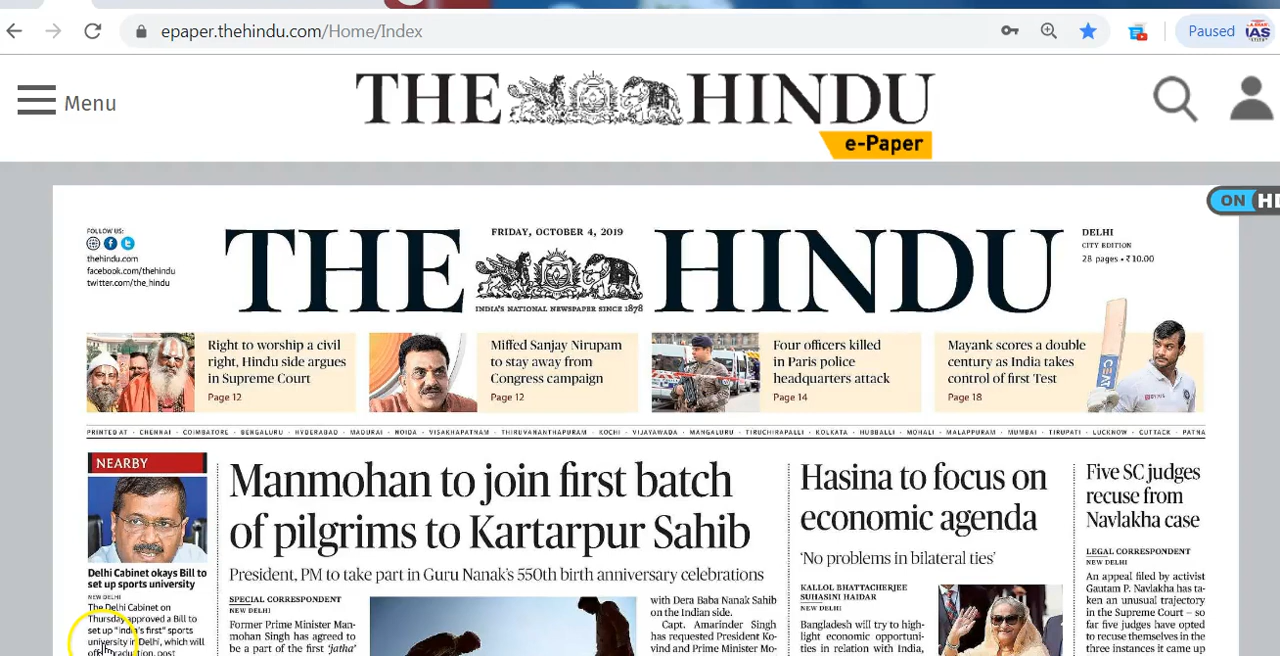 epaper.thehindu.com/Home/Index
Paused
IAS
Menu
THE HINDU
e-Paper
ON HD
FOLLOW US:
thehindu.com
facebook.com/thehindu
twitter.com/the_hindu
THE HINDU
FRIDAY, OCTOBER 4, 2019
INDIA'S NATIONAL NEWSPAPER SINCE 1878
DELHI
CITY EDITION
28 pages • ₹10.00
Right to worship a civil
right, Hindu side argues
in Supreme Court
Page 12
Miffed Sanjay Nirupam
to stay away from
Congress campaign
Page 12
Four officers killed
in Paris police
headquarters attack
Page 14
Mayank scores a double
century as India takes
control of first Test
Page 18
CEAT
PRINTED AT · CHENNAI · COIMBATORE · BENGALURU · HYDERABAD · MADURAI · NOIDA · VISAKHAPATNAM · THIRUVANANTHAPURAM · KOCHI · VIJAYAWADA · MANGALURU · TIRUCHIRAPALLI · KOLKATA · HUBBALLI · MOHALI · MALAPPURAM · MUMBAI · TIRUPATI · LUCKNOW · CUTTACK · PATNA
NEARBY
Delhi Cabinet okays Bill to
set up sports university
NEW DELHI
The Delhi Cabinet on
Thursday approved a Bill to
set up "India's first" sports
university in Delhi, which will
graduation, post
Manmohan to join first batch
of pilgrims to Kartarpur Sahib
President, PM to take part in Guru Nanak's 550th birth anniversary celebrations
SPECIAL CORRESPONDENT
NEW DELHI
Former Prime Minister Man-
mohan Singh has agreed to
be a part of the first 'jatha'
with Dera Baba Nanak Sahib
on the Indian side.
Capt. Amarinder Singh
has requested President Ko-
vind and Prime Minister Mo-
Hasina to focus on
economic agenda
'No problems in bilateral ties'
KALLOL BHATTACHERJEE
SUHASINI HAIDAR
NEW DELHI
Bangladesh will try to high-
light economic opportuni-
ties in relation with India,
Five SC judges
recuse from
Navlakha case
LEGAL CORRESPONDENT
NEW DELHI
An appeal filed by activist
Gautam P. Navlakha has ta-
ken an unusual trajectory
in the Supreme Court – so
far five judges have opted
to recuse themselves in the
three instances it came up